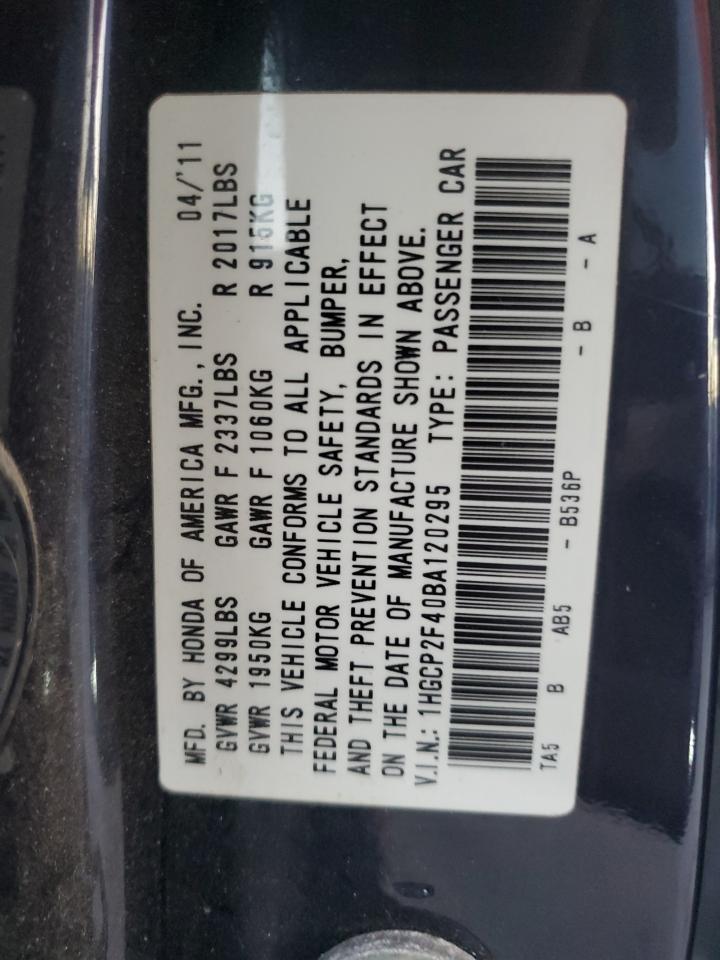 MFD. BY HONDA OF AMERICA MFG., INC. 04/'11
GVWR 4299LBS GAWR F 2337LBS R 2017LBS
GVWR 1950KG GAWR F 1060KG R 915KG
THIS VEHICLE CONFORMS TO ALL APPLICABLE
FEDERAL MOTOR VEHICLE SAFETY, BUMPER,
AND THEFT PREVENTION STANDARDS IN EFFECT
ON THE DATE OF MANUFACTURE SHOWN ABOVE.
V.I.N.: 1HGCP2F40BA120295 TYPE: PASSENGER CAR
TA5 B AB5 - B536P - B - A